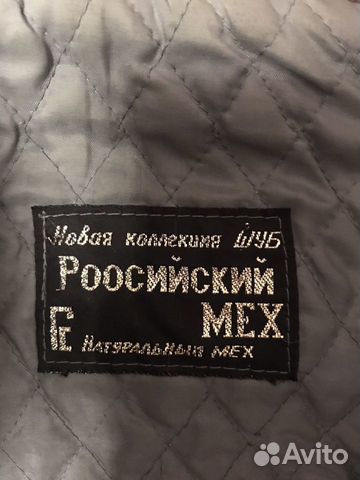 Новая коллекция ШУБ
Роосийский
МЕХ
Натуральный мех
Avito